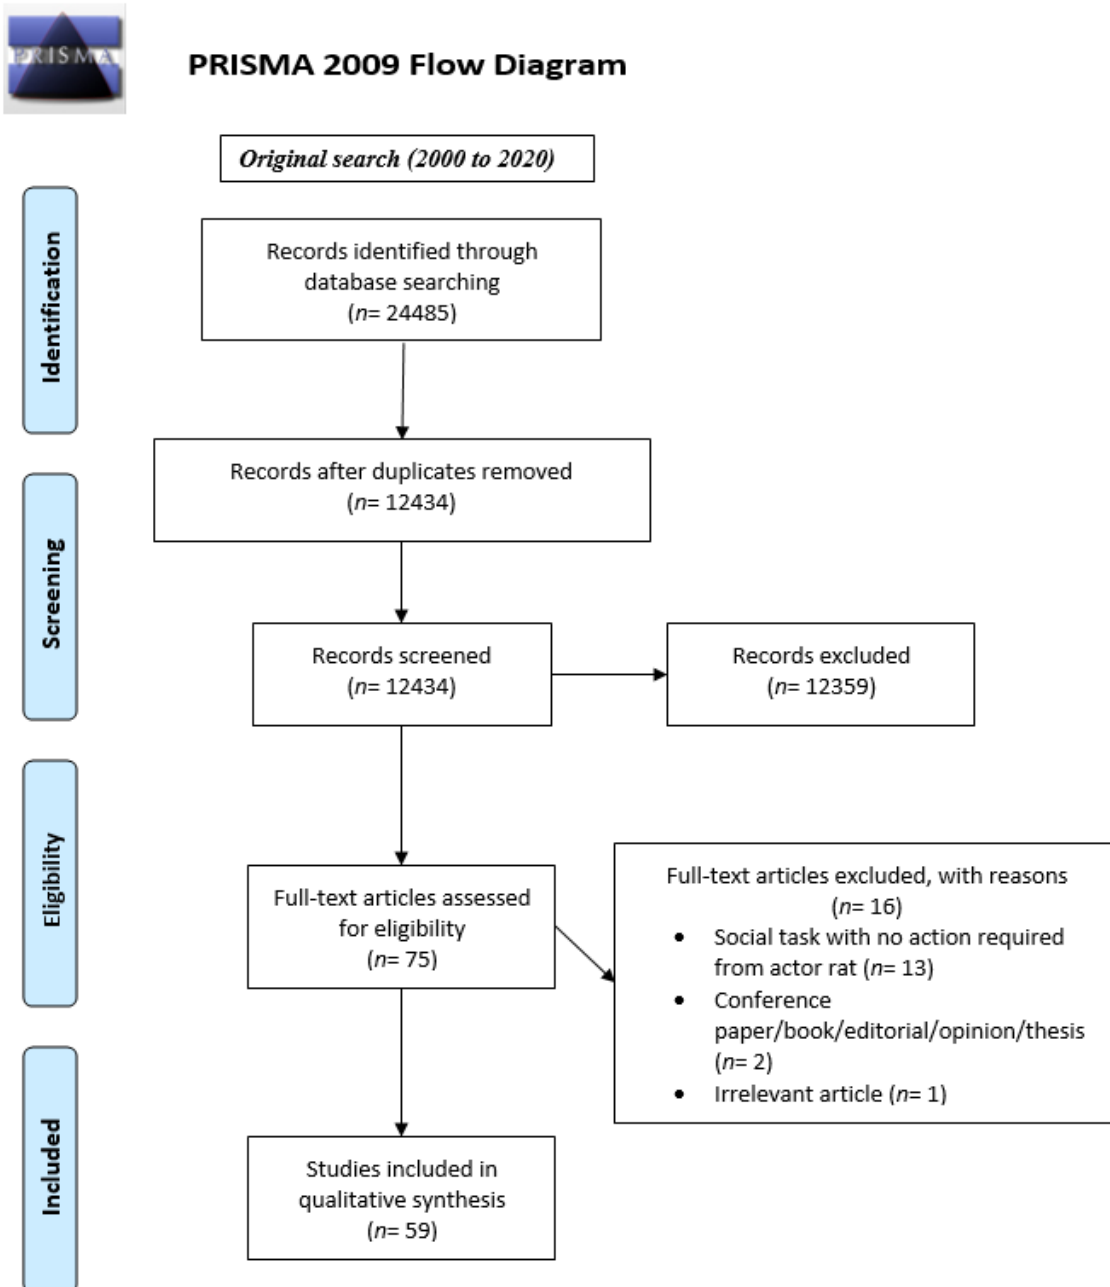 PRISMA
PRISMA 2009 Flow Diagram
Original search (2000 to 2020)
Identification
Records identified through
database searching
(n= 24485)
Records after duplicates removed
(n= 12434)
Screening
Records screened
(n= 12434)
Records excluded
(n= 12359)
Eligibility
Full-text articles assessed
for eligibility
(n= 75)
Full-text articles excluded, with reasons
(n= 16)
• Social task with no action required
from actor rat (n= 13)
• Conference
paper/book/editorial/opinion/thesis
(n= 2)
• Irrelevant article (n= 1)
Included
Studies included in
qualitative synthesis
(n= 59)